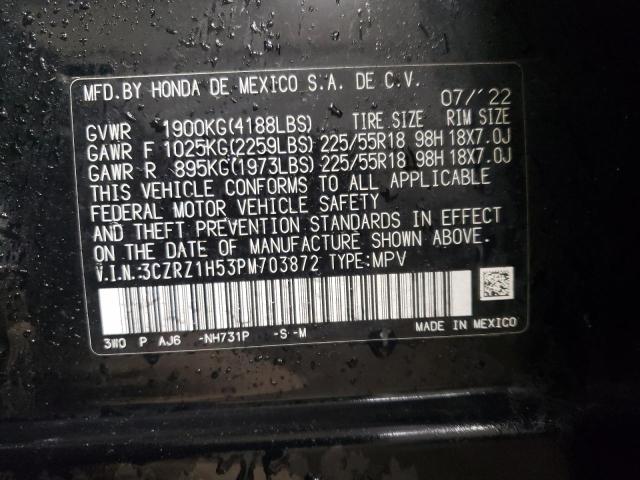 MFD.BY HONDA DE MEXICO S.A. DE C.V.
07/'22
GVWR 1900KG(4188LBS) TIRE SIZE RIM SIZE
GAWR F 1025KG(2259LBS) 225/55R18 98H 18X7.0J
GAWR R 895KG(1973LBS) 225/55R18 98H 18X7.0J
THIS VEHICLE CONFORMS TO ALL APPLICABLE
FEDERAL MOTOR VEHICLE SAFETY
AND THEFT PREVENTION STANDARDS IN EFFECT
ON THE DATE OF MANUFACTURE SHOWN ABOVE.
V.I.N.:3CZRZ1H53PM703872 TYPE:MPV
3WO P AJ6 -NH731P -S-M
MADE IN MEXICO